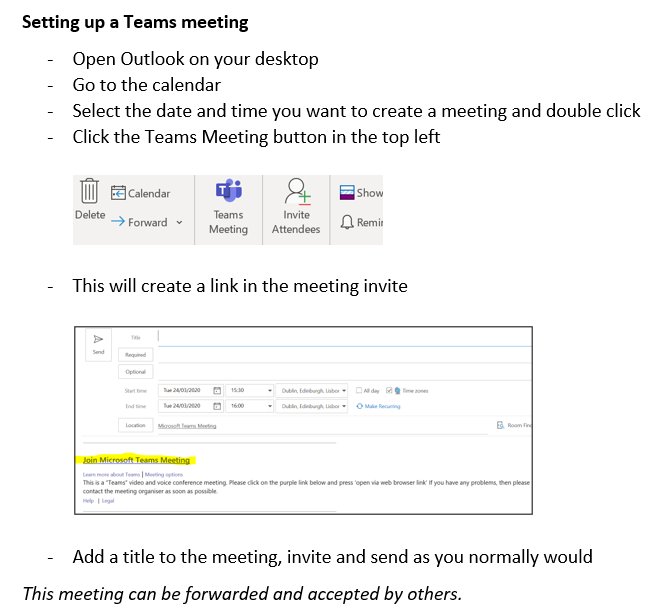 Setting up a Teams meeting
- Open Outlook on your desktop
- Go to the calendar
- Select the date and time you want to create a meeting and double click
- Click the Teams Meeting button in the top left
Calendar
Delete
Forward
Teams
Meeting
Invite
Attendees
Show
Remin
- This will create a link in the meeting invite
Title
Send
Required
Optional
Start time Tue 24/03/2020 15:30 Dublin, Edinburgh, Lisbor All day Time zones
End time Tue 24/03/2020 16:00 Dublin, Edinburgh, Lisbor Make Recurring
Location Microsoft Teams Meeting Room Find
Join Microsoft Teams Meeting
Learn more about Teams | Meeting options
This is a "Teams" video and voice conference meeting. Please click on the purple link below and press 'open via web browser link' If you have any problems, then please
contact the meeting organiser as soon as possible.
Help | Legal
- Add a title to the meeting, invite and send as you normally would
This meeting can be forwarded and accepted by others.